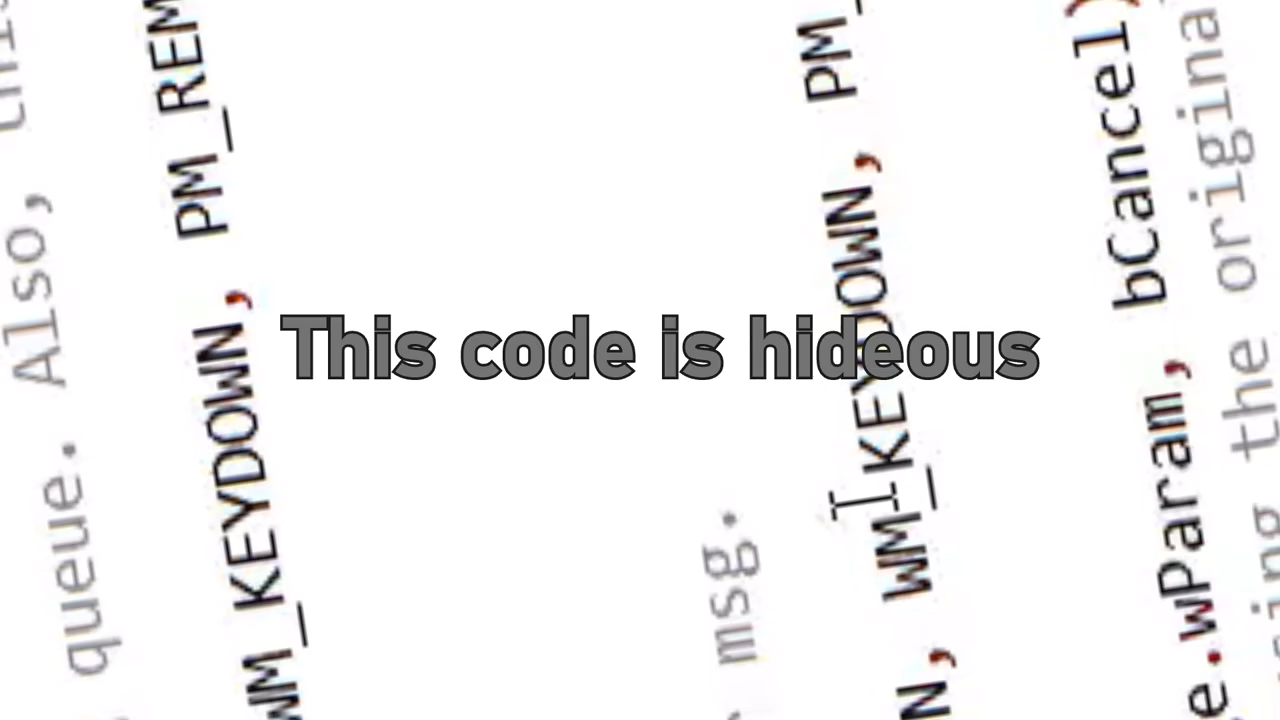 This code is hideous
queue. Also,
WM_KEYDOWN, PM_REM
msg.
N, WM_KEYDOWN, PM_
e.wParam, bCancel)
the origina